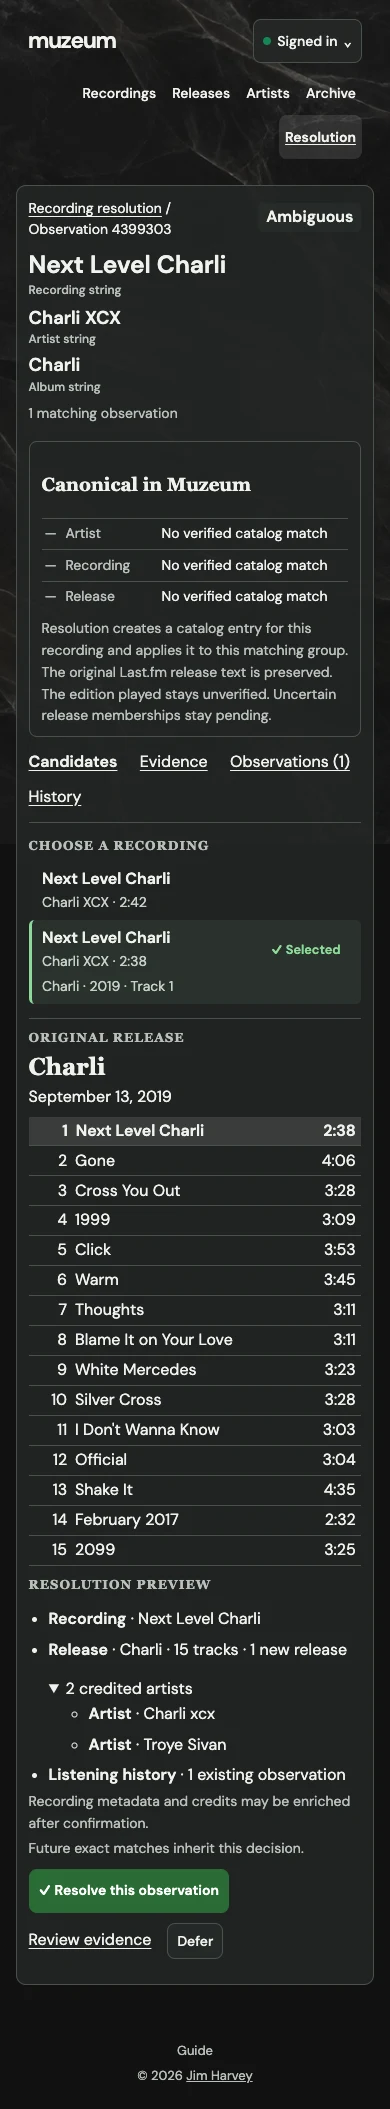 muzeum
Signed in
Recordings Releases Artists Archive
Resolution
Recording resolution /
Observation 4399303
Ambiguous
Next Level Charli
Recording string
Charli XCX
Artist string
Charli
Album string
1 matching observation
Canonical in Muzeum
— Artist No verified catalog match
— Recording No verified catalog match
— Release No verified catalog match
Resolution creates a catalog entry for this
recording and applies it to this matching group.
The original Last.fm release text is preserved.
The edition played stays unverified. Uncertain
release memberships stay pending.
Candidates Evidence Observations (1)
History
CHOOSE A RECORDING
Next Level Charli
Charli XCX · 2:42
Next Level Charli
Charli XCX · 2:38
Charli · 2019 · Track 1
✓ Selected
ORIGINAL RELEASE
Charli
September 13, 2019
1 Next Level Charli 2:38
2 Gone 4:06
3 Cross You Out 3:28
4 1999 3:09
5 Click 3:53
6 Warm 3:45
7 Thoughts 3:11
8 Blame It on Your Love 3:11
9 White Mercedes 3:23
10 Silver Cross 3:28
11 I Don't Wanna Know 3:03
12 Official 3:04
13 Shake It 4:35
14 February 2017 2:32
15 2099 3:25
RESOLUTION PREVIEW
• Recording · Next Level Charli
• Release · Charli · 15 tracks · 1 new release
▼ 2 credited artists
◦ Artist · Charli xcx
◦ Artist · Troye Sivan
• Listening history · 1 existing observation
Recording metadata and credits may be enriched
after confirmation.
Future exact matches inherit this decision.
✓ Resolve this observation
Review evidence Defer
Guide
© 2026 Jim Harvey